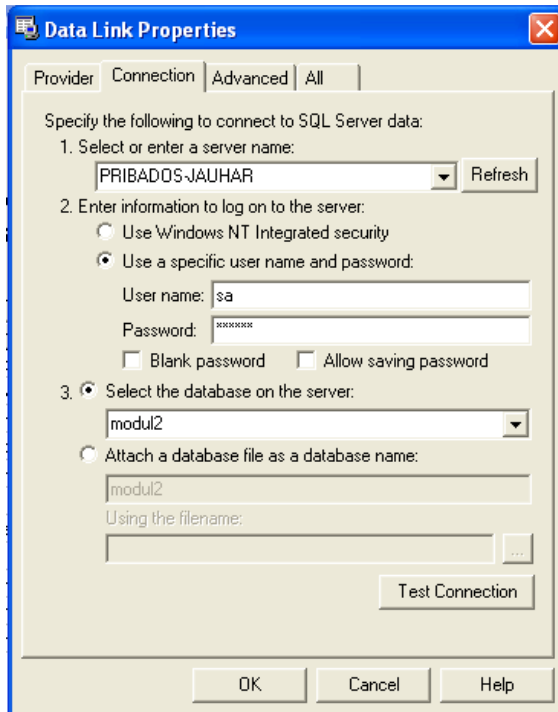 Data Link Properties
Provider Connection Advanced All
Specify the following to connect to SQL Server data:
1. Select or enter a server name:
PRIBADOS-JAUHAR Refresh
2. Enter information to log on to the server:
Use Windows NT Integrated security
Use a specific user name and password:
User name: sa
Password: ******
Blank password Allow saving password
3. Select the database on the server:
modul2
Attach a database file as a database name:
modul2
Using the filename:
...
Test Connection
OK Cancel Help